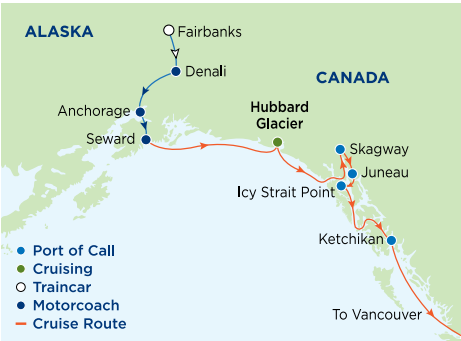 ALASKA
Fairbanks
Denali
CANADA
Anchorage
Hubbard
Glacier
Seward
Skagway
Juneau
Icy Strait Point
Ketchikan
Port of Call
Cruising
Traincar
Motorcoach
Cruise Route
To Vancouver